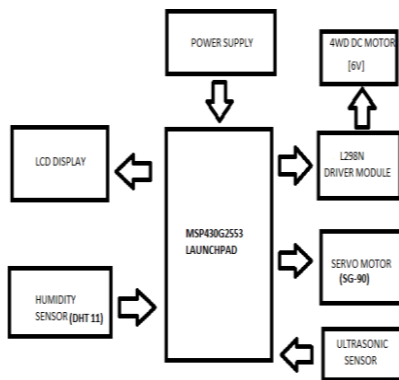 POWER SUPPLY
4WD DC MOTOR
[6V]
LCD DISPLAY
L298N
DRIVER MODULE
MSP430G2553
LAUNCHPAD
SERVO MOTOR
(SG-90)
HUMIDITY
SENSOR (DHT 11)
ULTRASONIC
SENSOR